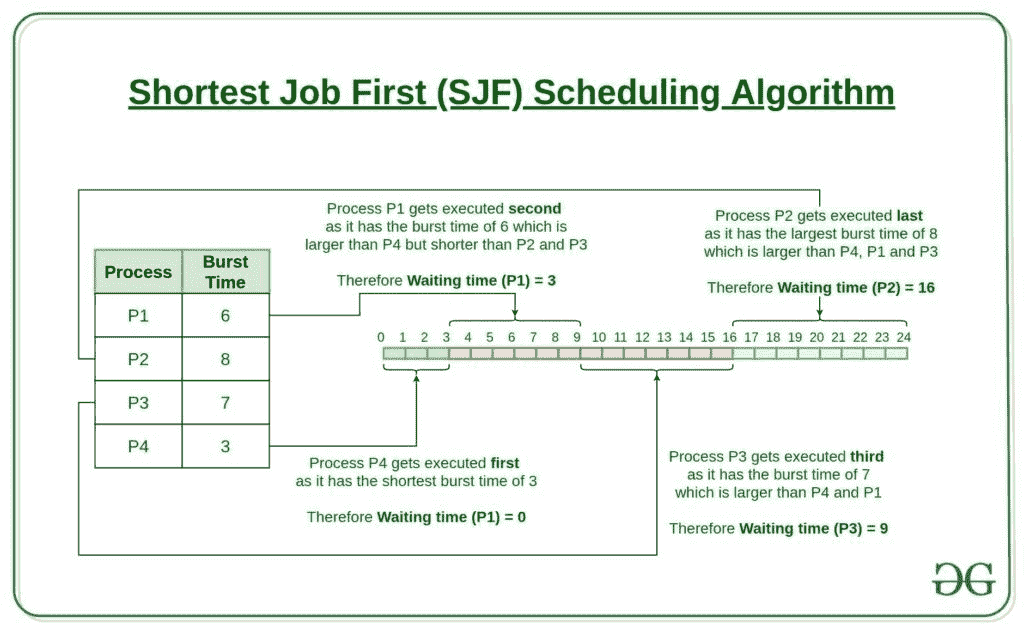 Shortest Job First (SJF) Scheduling Algorithm
Process P1 gets executed second
as it has the burst time of 6 which is
larger than P4 but shorter than P2 and P3
Therefore Waiting time (P1) = 3
Process P2 gets executed last
as it has the largest burst time of 8
which is larger than P4, P1 and P3
Therefore Waiting time (P2) = 16
Process Burst Time
P1 6
P2 8
P3 7
P4 3
0 1 2 3 4 5 6 7 8 9 10 11 12 13 14 15 16 17 18 19 20 21 22 23 24
Process P4 gets executed first
as it has the shortest burst time of 3
Therefore Waiting time (P1) = 0
Process P3 gets executed third
as it has the burst time of 7
which is larger than P4 and P1
Therefore Waiting time (P3) = 9